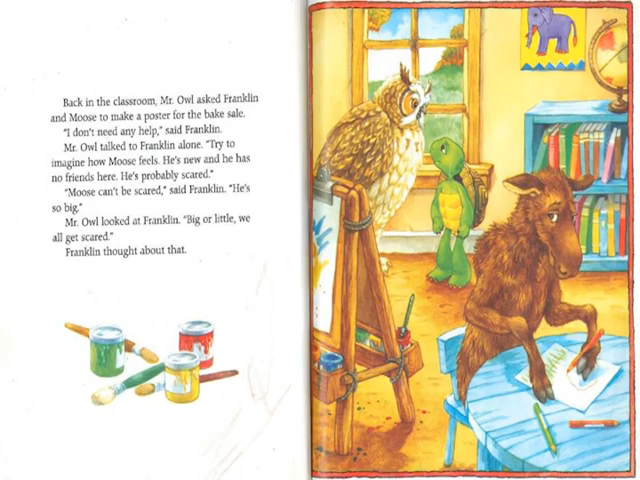 Back in the classroom, Mr. Owl asked Franklin
and Moose to make a poster for the bake sale.
"I don't need any help," said Franklin.
Mr. Owl talked to Franklin alone. "Try to
imagine how Moose feels. He's new and he has
no friends here. He's probably scared."
"Moose can't be scared," said Franklin. "He's
so big."
Mr. Owl looked at Franklin. "Big or little, we
all get scared."
Franklin thought about that.